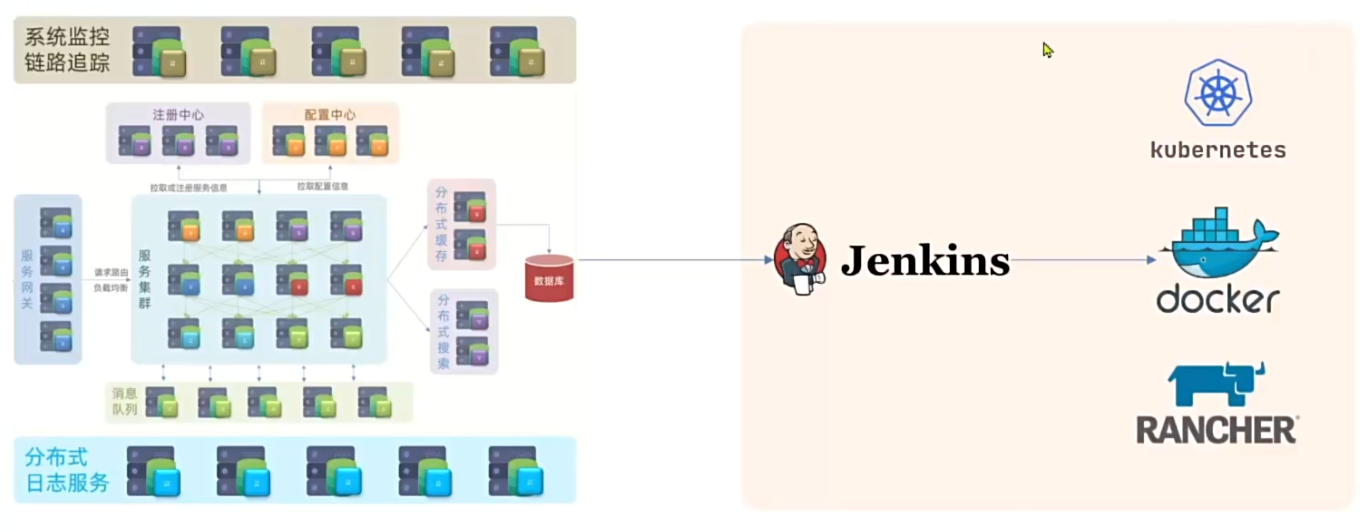 系统监控
链路追踪
注册中心
配置中心
拉取或注册服务信息
拉取配置信息
服务网关
请求路由
负载均衡
服务集群
分布式缓存
分布式搜索
数据库
消息
队列
分布式
日志服务
Jenkins
kubernetes
docker
RANCHER